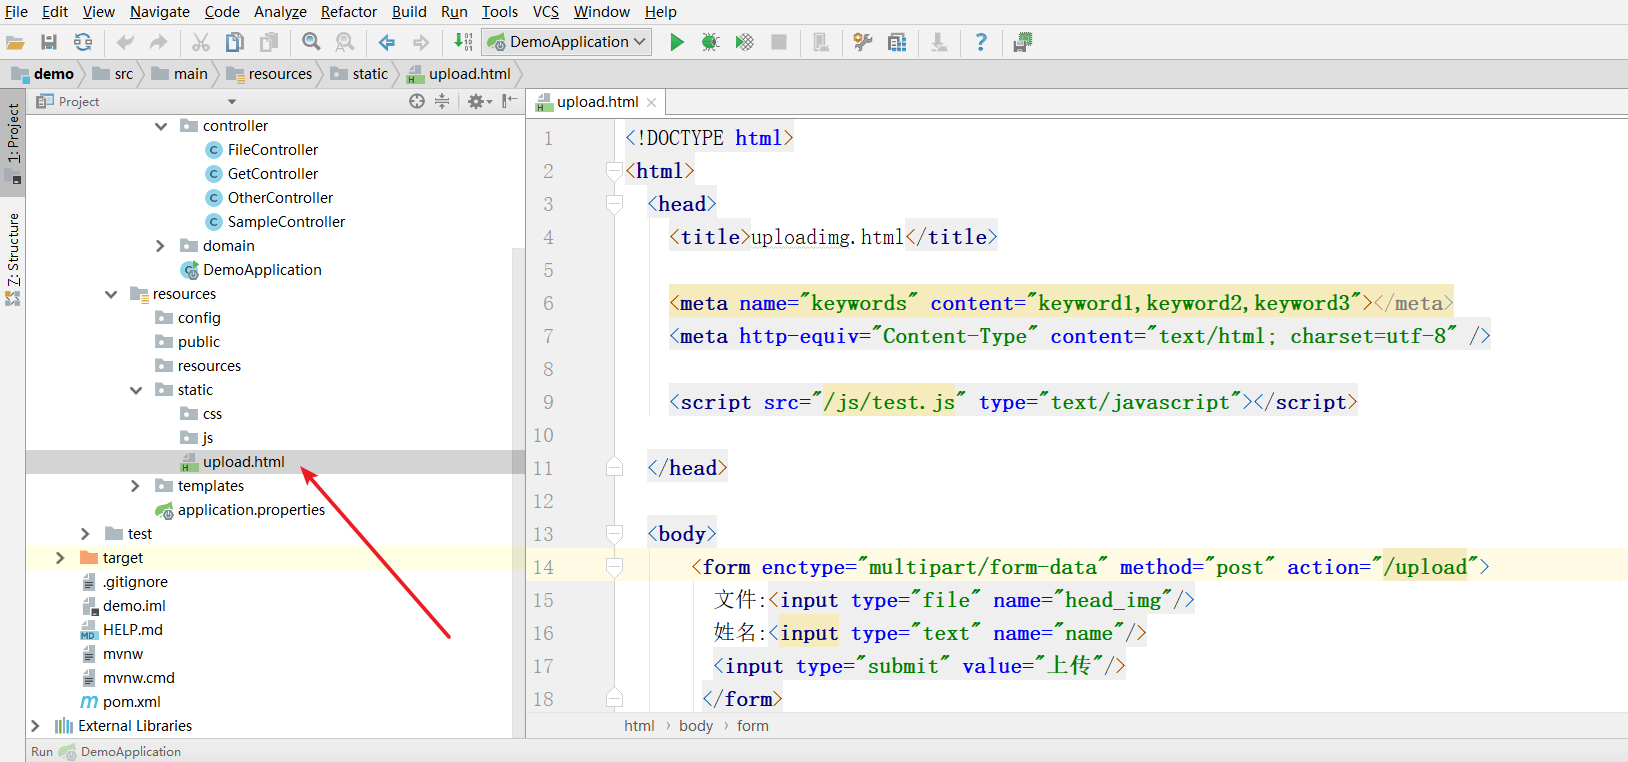 File Edit View Navigate Code Analyze Refactor Build Run Tools VCS Window Help
DemoApplication
demo src main resources static upload.html
Project
upload.html
1: Project
7: Structure
controller
FileController
GetController
OtherController
SampleController
domain
DemoApplication
resources
config
public
resources
static
css
js
upload.html
templates
application.properties
test
target
.gitignore
demo.iml
HELP.md
mvnw
mvnw.cmd
pom.xml
External Libraries
1 <!DOCTYPE html>
2 <html>
3 <head>
4 <title>uploadimg.html</title>
5
6 <meta name="keywords" content="keyword1,keyword2,keyword3"></meta>
7 <meta http-equiv="Content-Type" content="text/html; charset=utf-8" />
8
9 <script src="/js/test.js" type="text/javascript"></script>
10
11 </head>
12
13 <body>
14 <form enctype="multipart/form-data" method="post" action="/upload">
15 文件:<input type="file" name="head_img"/>
16 姓名:<input type="text" name="name"/>
17 <input type="submit" value="上传"/>
18 </form>
html › body › form
Run DemoApplication